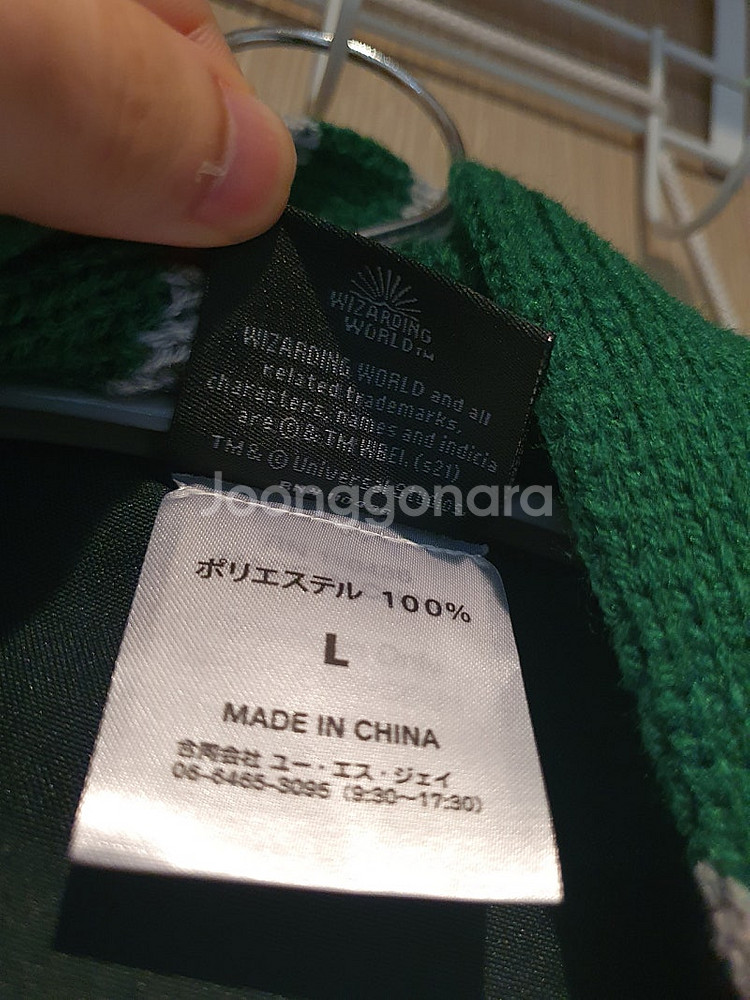 WIZARDING
WORLD™
WIZARDING WORLD and all
related trademarks,
characters, names and indicia
are © & TM WBEI. (s21)
TM & ©
Joonggonara
ポリエステル 100%
L
MADE IN CHINA
合同会社 ユー・エス・ジェイ
06-6465-3095 (9:30〜17:30)